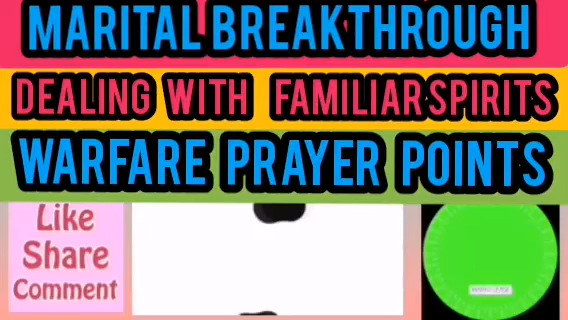 MARITAL BREAKTHROUGH
DEALING WITH FAMILIAR SPIRITS
WARFARE PRAYER POINTS
Like
Share
Comment